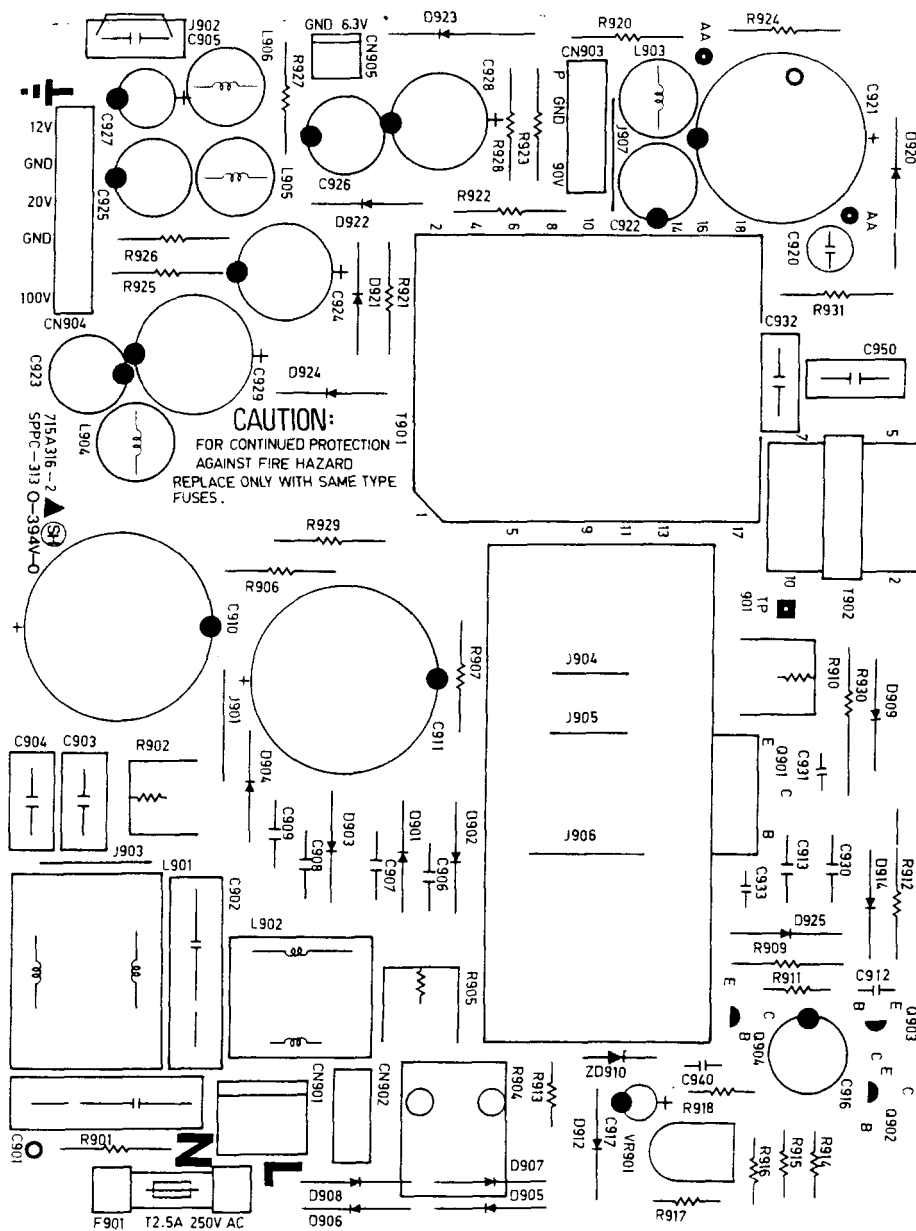 J902
C905
GND 6.3V
D923
R920
R924
L906
R927
CN905
C928
CN903
L903
AA
C921
C927
12V
GND
20V
GND
100V
CN904
C925
L905
C926
D922
R928
R923
P
GND
90V
J907
R922
C922
D920
AA
C920
2
4
6
8
10
14
16
18
R926
R925
C924
D921
R921
R931
C932
C950
C923
C929
D924
T901
L904
CAUTION:
FOR CONTINUED PROTECTION
AGAINST FIRE HAZARD
REPLACE ONLY WITH SAME TYPE
FUSES.
715A316-2
SPPC-313 O-394V-O
1
5
9
11
13
17
7
5
10
2
T902
TP
901
R929
R906
C910
R907
C911
J901
J904
J905
J906
R910
R930
D909
C904
C903
R902
D904
C909
C908
D903
C907
D901
C906
D902
E
Q901
C
B
C931
C933
C913
C930
D914
R912
D925
R909
R911
C912
J903
L901
C902
L902
R905
E
C
B
Q904
E
B
C
Q903
E
C
B
Q902
C916
ZD910
C940
R918
CN901
CN902
R904
R913
D912
C917
VR901
R916
R915
R914
R917
C901
R901
N
L
D907
D908
D905
D906
F901
T2.5A 250V AC